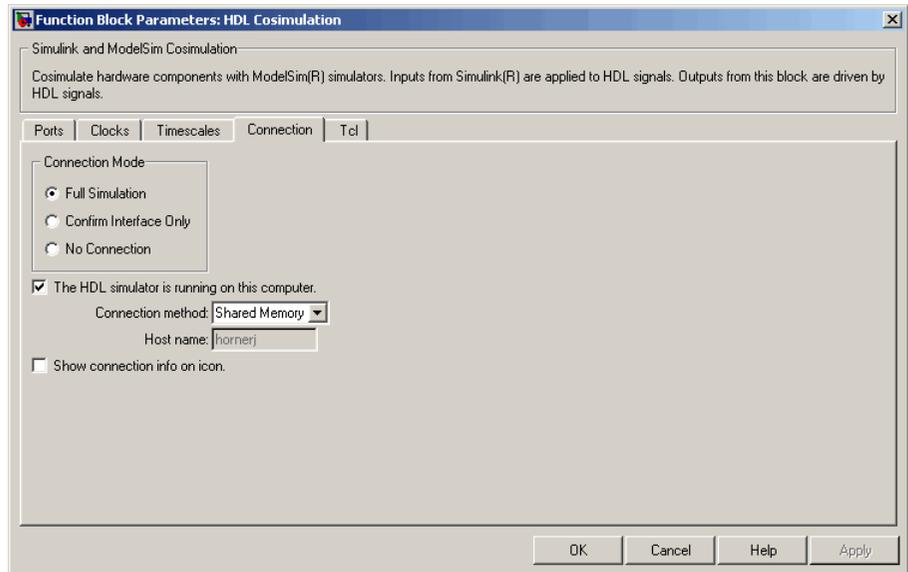 Function Block Parameters: HDL Cosimulation
Simulink and ModelSim Cosimulation
Cosimulate hardware components with ModelSim(R) simulators. Inputs from Simulink(R) are applied to HDL signals. Outputs from this block are driven by
HDL signals.
Ports Clocks Timescales Connection Tcl
Connection Mode
Full Simulation
Confirm Interface Only
No Connection
The HDL simulator is running on this computer.
Connection method: Shared Memory
Host name: hornerj
Show connection info on icon.
OK Cancel Help Apply